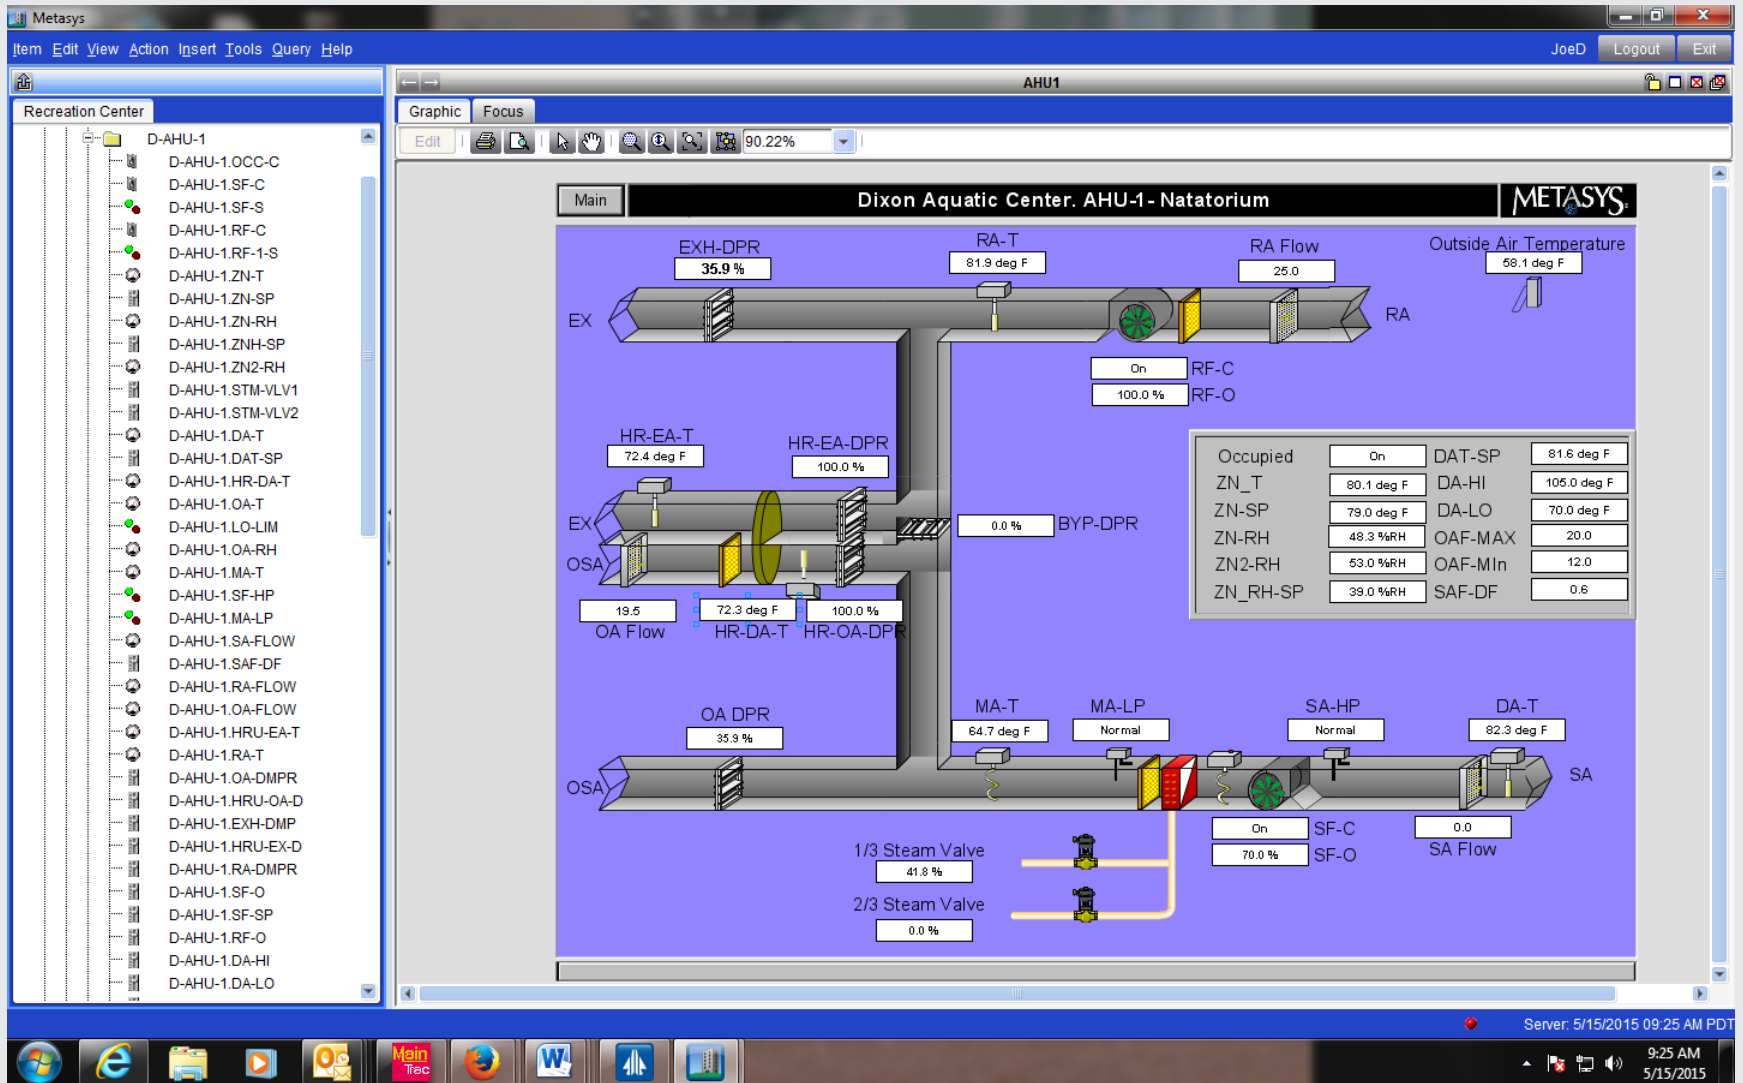 Metasys
Item Edit View Action Insert Tools Query Help
JoeD Logout Exit
AHU1
Recreation Center
Graphic Focus
Edit
90.22%
D-AHU-1
D-AHU-1.OCC-C
D-AHU-1.SF-C
D-AHU-1.SF-S
D-AHU-1.RF-C
D-AHU-1.RF-1-S
D-AHU-1.ZN-T
D-AHU-1.ZN-SP
D-AHU-1.ZN-RH
D-AHU-1.ZNH-SP
D-AHU-1.ZN2-RH
D-AHU-1.STM-VLV1
D-AHU-1.STM-VLV2
D-AHU-1.DA-T
D-AHU-1.DAT-SP
D-AHU-1.HR-DA-T
D-AHU-1.OA-T
D-AHU-1.LO-LIM
D-AHU-1.OA-RH
D-AHU-1.MA-T
D-AHU-1.SF-HP
D-AHU-1.MA-LP
D-AHU-1.SA-FLOW
D-AHU-1.SAF-DF
D-AHU-1.RA-FLOW
D-AHU-1.OA-FLOW
D-AHU-1.HRU-EA-T
D-AHU-1.RA-T
D-AHU-1.OA-DMPR
D-AHU-1.HRU-OA-D
D-AHU-1.EXH-DMP
D-AHU-1.HRU-EX-D
D-AHU-1.RA-DMPR
D-AHU-1.SF-O
D-AHU-1.SF-SP
D-AHU-1.RF-O
D-AHU-1.DA-HI
D-AHU-1.DA-LO
Main
Dixon Aquatic Center. AHU-1- Natatorium
METASYS
EXH-DPR
35.9 %
RA-T
81.9 deg F
RA Flow
25.0
Outside Air Temperature
58.1 deg F
EX
RA
On RF-C
100.0 % RF-O
HR-EA-T
72.4 deg F
HR-EA-DPR
100.0 %
EX
0.0 % BYP-DPR
OSA
19.5
OA Flow
72.3 deg F
HR-DA-T
100.0 %
HR-OA-DPR
Occupied On DAT-SP 81.6 deg F
ZN_T 80.1 deg F DA-HI 105.0 deg F
ZN-SP 79.0 deg F DA-LO 70.0 deg F
ZN-RH 48.3 %RH OAF-MAX 20.0
ZN2-RH 53.0 %RH OAF-MIn 12.0
ZN_RH-SP 39.0 %RH SAF-DF 0.6
OA DPR
35.9 %
MA-T
64.7 deg F
MA-LP
Normal
SA-HP
Normal
DA-T
82.3 deg F
OSA
SA
On SF-C
70.0 % SF-O
0.0
SA Flow
1/3 Steam Valve
41.8 %
2/3 Steam Valve
0.0 %
Server: 5/15/2015 09:25 AM PDT
Main
Trac
9:25 AM
5/15/2015